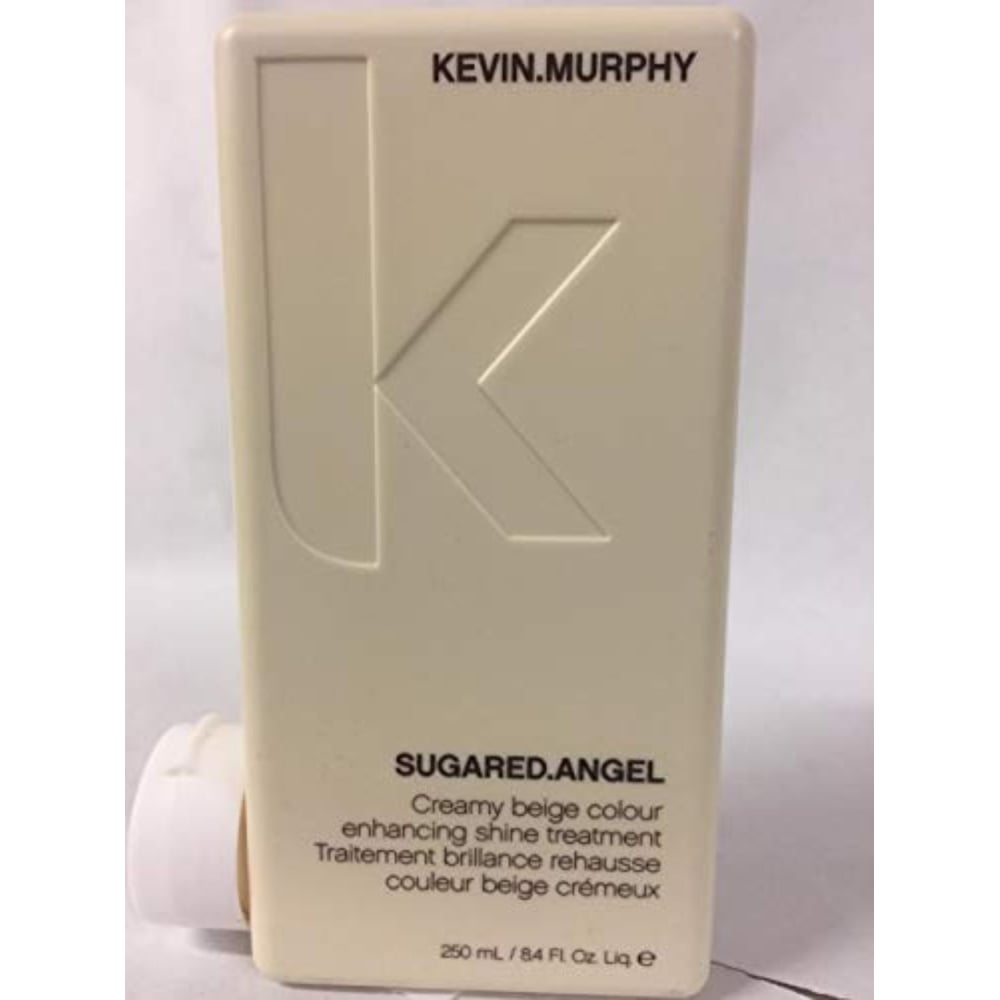 KEVIN.MURPHY
K
SUGARED.ANGEL
Creamy beige colour
enhancing shine treatment
Traitement brillance rehausse
couleur beige crémeux
250 mL / 8.4 Fl. Oz. Liq. e